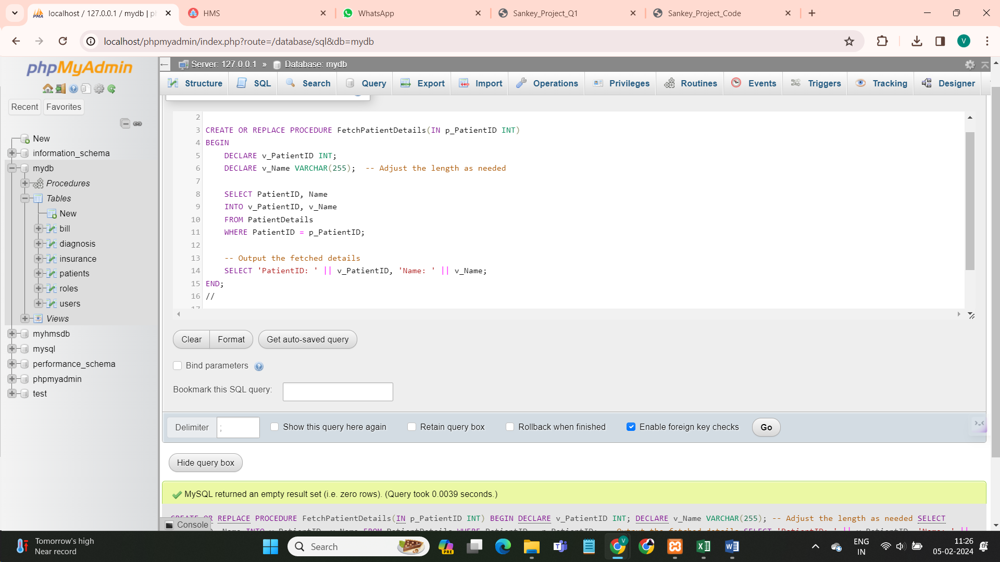 localhost / 127.0.0.1 / mydb | ph
HMS
WhatsApp
Sankey_Project_Q1
Sankey_Project_Code
localhost/phpmyadmin/index.php?route=/database/sql&db=mydb
V
phpMyAdmin
Recent
Favorites
New
information_schema
mydb
Procedures
Tables
New
bill
diagnosis
insurance
patients
roles
users
Views
myhmsdb
mysql
performance_schema
phpmyadmin
test
Server: 127.0.0.1 » Database: mydb
Structure
SQL
Search
Query
Export
Import
Operations
Privileges
Routines
Events
Triggers
Tracking
Designer
2
3 CREATE OR REPLACE PROCEDURE FetchPatientDetails(IN p_PatientID INT)
4 BEGIN
5 DECLARE v_PatientID INT;
6 DECLARE v_Name VARCHAR(255); -- Adjust the length as needed
7
8 SELECT PatientID, Name
9 INTO v_PatientID, v_Name
10 FROM PatientDetails
11 WHERE PatientID = p_PatientID;
12
13 -- Output the fetched details
14 SELECT 'PatientID: ' || v_PatientID, 'Name: ' || v_Name;
15 END;
16 //
17
Clear
Format
Get auto-saved query
Bind parameters
Bookmark this SQL query:
Delimiter
;
Show this query here again
Retain query box
Rollback when finished
Enable foreign key checks
Go
Hide query box
MySQL returned an empty result set (i.e. zero rows). (Query took 0.0039 seconds.)
CREATE OR REPLACE PROCEDURE FetchPatientDetails(IN p_PatientID INT) BEGIN DECLARE v_PatientID INT; DECLARE v_Name VARCHAR(255); -- Adjust the length as needed SELECT
Console
Tomorrow's high
Near record
Search
PRE
V
ENG
IN
11:26
05-02-2024